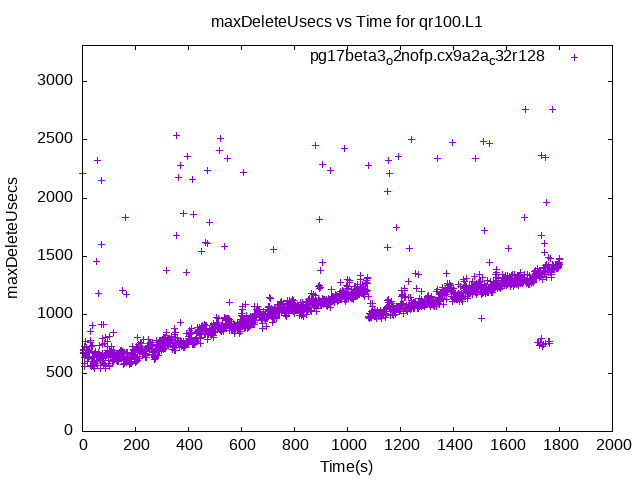 maxDeleteUsecs vs Time for qr100.L1
pg17beta3_o2nofp.cx9a2a_c32r128
3000
2500
2000
1500
1000
500
0
maxDeleteUsecs
0 200 400 600 800 1000 1200 1400 1600 1800 2000
Time(s)